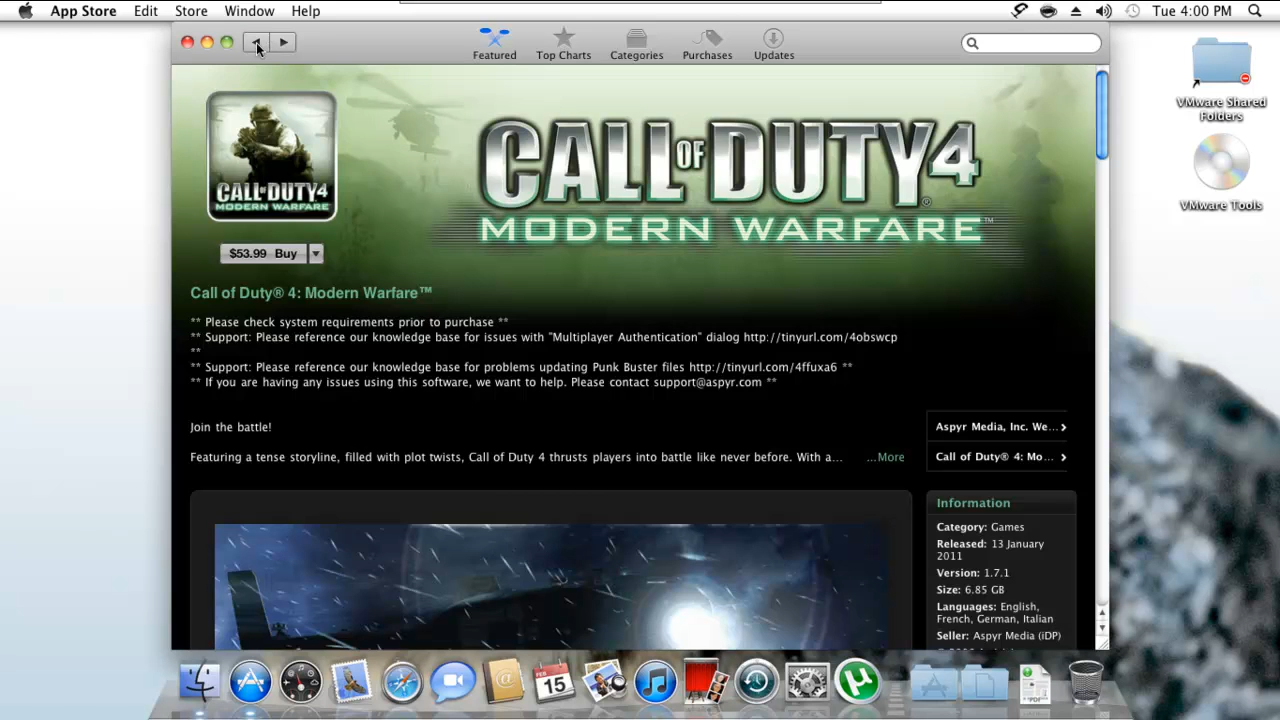 App Store Edit Store Window Help Tue 4:00 PM
Featured Top Charts Categories Purchases Updates
VMware Shared
Folders
VMware Tools
CALL OF DUTY 4
MODERN WARFARE
CALL OF DUTY 4®
MODERN WARFARE™
$53.99 Buy
Call of Duty® 4: Modern Warfare™
** Please check system requirements prior to purchase **
** Support: Please reference our knowledge base for issues with "Multiplayer Authentication" dialog http://tinyurl.com/4obswcp
**
** Support: Please reference our knowledge base for problems updating Punk Buster files http://tinyurl.com/4ffuxa6 **
** If you are having any issues using this software, we want to help. Please contact support@aspyr.com **
Join the battle!
Featuring a tense storyline, filled with plot twists, Call of Duty 4 thrusts players into battle like never before. With a... ...More
Aspyr Media, Inc. We...
Call of Duty® 4: Mo...
Information
Category: Games
Released: 13 January
2011
Version: 1.7.1
Size: 6.85 GB
Languages: English,
French, German, Italian
Seller: Aspyr Media (iDP)
15
PDF